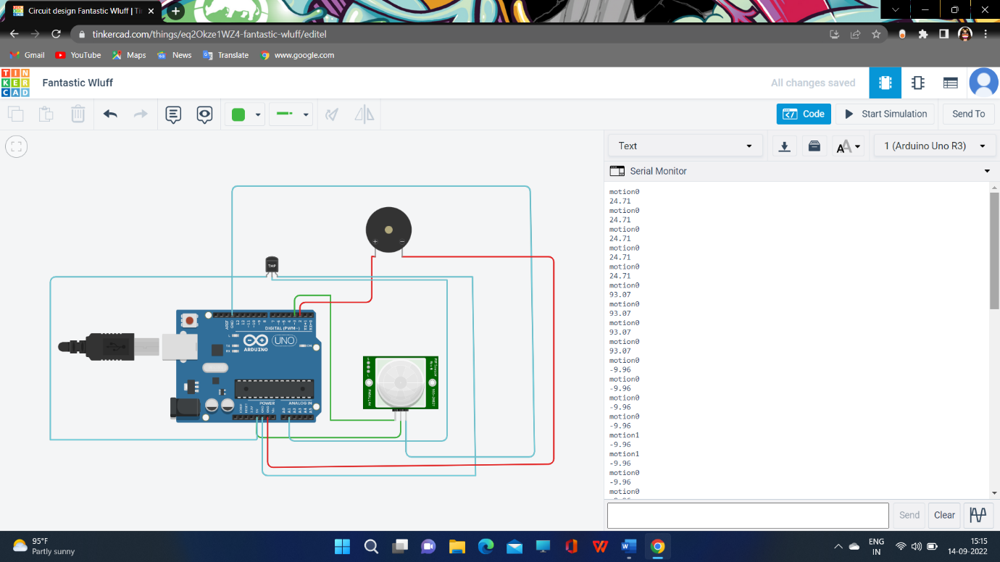 Circuit design Fantastic Wluff | Ti
tinkercad.com/things/eq2Okze1WZ4-fantastic-wluff/editel
Gmail
YouTube
Maps
News
Translate
www.google.com
TIN
KER
CAD
Fantastic Wluff
All changes saved
Code
Start Simulation
Send To
Text
AA
1 (Arduino Uno R3)
Serial Monitor
motion0
24.71
motion0
24.71
motion0
24.71
motion0
24.71
motion0
24.71
motion0
93.07
motion0
93.07
motion0
93.07
motion0
93.07
motion0
-9.96
motion0
-9.96
motion0
-9.96
motion0
-9.96
motion1
-9.96
motion1
-9.96
motion0
-9.96
motion0
TMP
DIGITAL (PWM~)
UNO
ARDUINO
ON
POWER
ANALOG IN
Send
Clear
95°F
Partly sunny
ENG
IN
15:15
14-09-2022